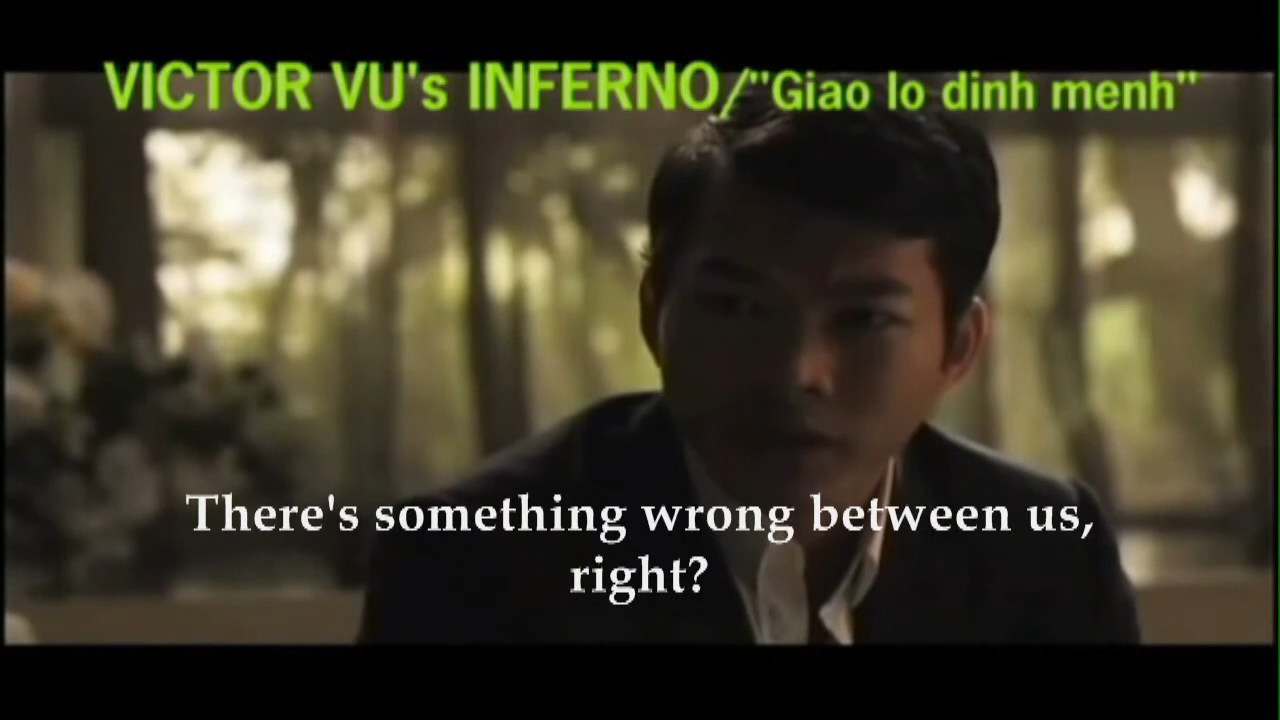 VICTOR VU's INFERNO/"Giao lo dinh menh"
There's something wrong between us,
right?